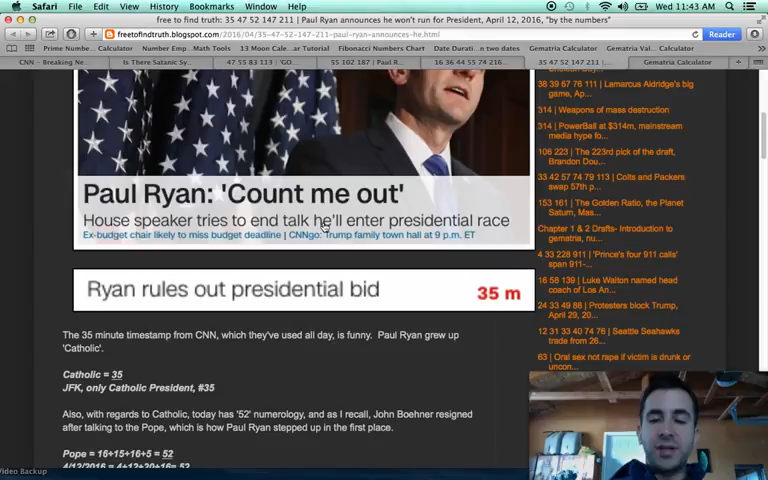 Safari File Edit View History Bookmarks Window Help
Wed 11:43 AM
free to find truth: 35 47 52 147 211 | Paul Ryan announces he won't run for President, April 12, 2016, "by the numbers"
freetofindtruth.blogspot.com/2016/04/35-47-52-147-211-paul-ryan-announces-he.html
Reader
Prime Numbe... Calculator
Number Emp...Math Tools
13 Moon Cal...ar Tutorial
Fibonacci Numbers Chart
Date Durati...n two dates
Gematria Calculator
Gematria Val... Calculator
CNN – Breaking Ne...
Is There Satanic Sy...
47 55 83 113 | 'GO...
55 102 187 | Paul R...
16 36 44 55 74 216...
35 47 52 147 211 |...
Gematria Calculator
Paul Ryan: 'Count me out'
House speaker tries to end talk he'll enter presidential race
Ex-budget chair likely to miss budget deadline | CNNgo: Trump family town hall at 9 p.m. ET
Ryan rules out presidential bid
35 m
The 35 minute timestamp from CNN, which they've used all day, is funny. Paul Ryan grew up
'Catholic'.
Catholic = 35
JFK, only Catholic President, #35
Also, with regards to Catholic, today has '52' numerology, and as I recall, John Boehner resigned
after talking to the Pope, which is how Paul Ryan stepped up in the first place.
Pope = 16+15+16+5 = 52
4/12/2016 = 4+12+20+16= 52
38 39 67 76 111 | Lamarcus Aldridge's big
game, Ap...
314 | Weapons of mass destruction
314 | PowerBall at $314m, mainstream
media hype fo...
106 223 | The 223rd pick of the draft,
Brandon Dou...
33 42 57 74 79 113 | Colts and Packers
swap 57th p...
153 161 | The Golden Ratio, the Planet
Saturn, Mas...
Chapter 1 & 2 Drafts- Introduction to
gematria, nu...
4 33 228 911 | 'Prince's four 911 calls'
span 911-...
16 58 139 | Luke Walton named head
coach of Los An...
24 33 49 88 | Protesters block Trump,
April 29, 20...
12 31 33 40 74 76 | Seattle Seahawks
trade from 26...
63 | Oral sex not rape if victim is drunk or
uncon...
Video Backup